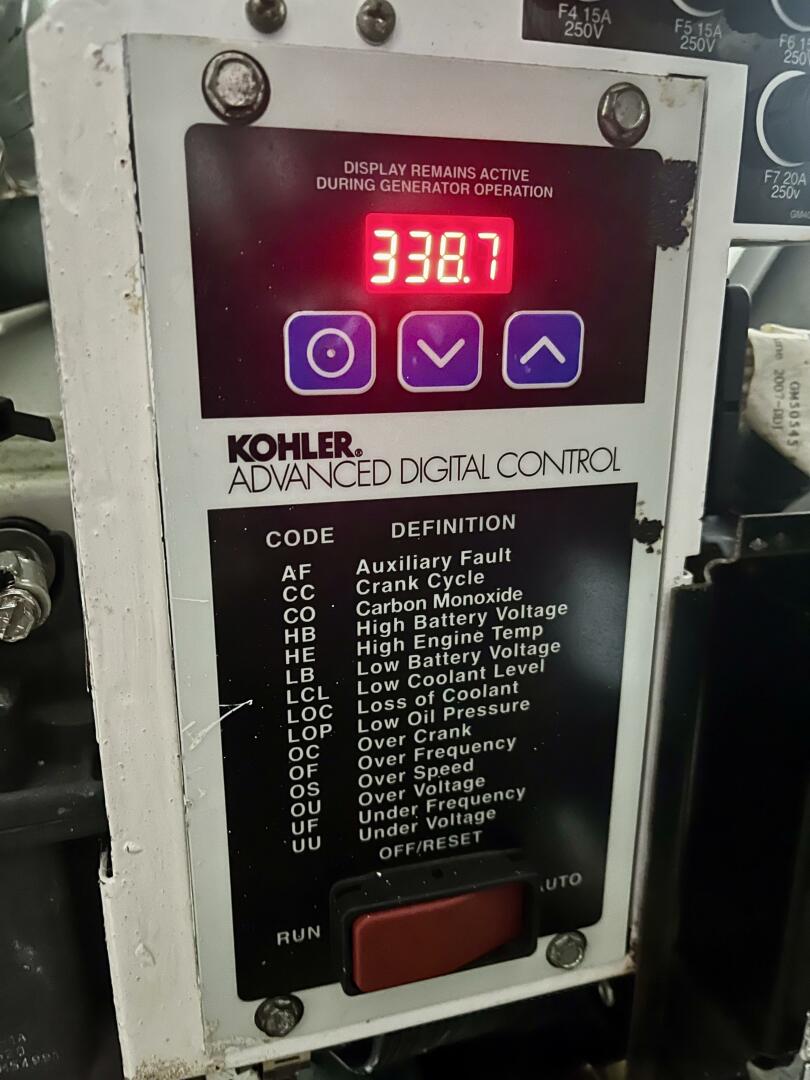 F4 15A
250V
F5 15A
250V
250V
F7 20A
250v
DISPLAY REMAINS ACTIVE
DURING GENERATOR OPERATION
338.7
KOHLER®
ADVANCED DIGITAL CONTROL
CODE DEFINITION
AF Auxiliary Fault
CC Crank Cycle
CO Carbon Monoxide
HB High Battery Voltage
HE High Engine Temp
LB Low Battery Voltage
LCL Low Coolant Level
LOC Loss of Coolant
LOP Low Oil Pressure
OC Over Crank
OF Over Frequency
OS Over Speed
OU Over Voltage
UF Under Frequency
UU Under Voltage
OFF/RESET
RUN AUTO
GM50543